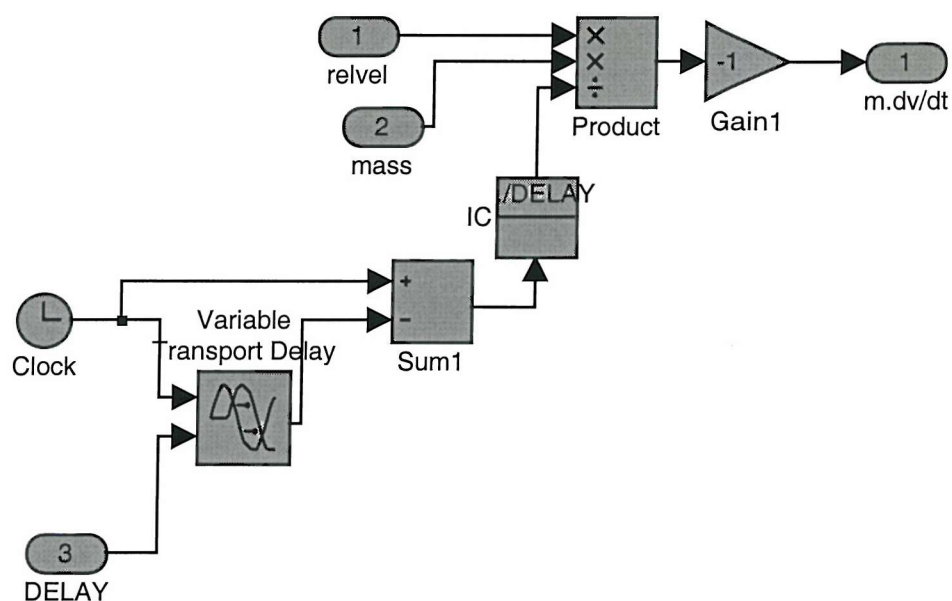 1
relvel
×
×
÷
Product
-1
Gain1
1
m.dv/dt
2
mass
./DELAY
IC
+
−
Sum1
Clock
Variable
Transport Delay
3
DELAY